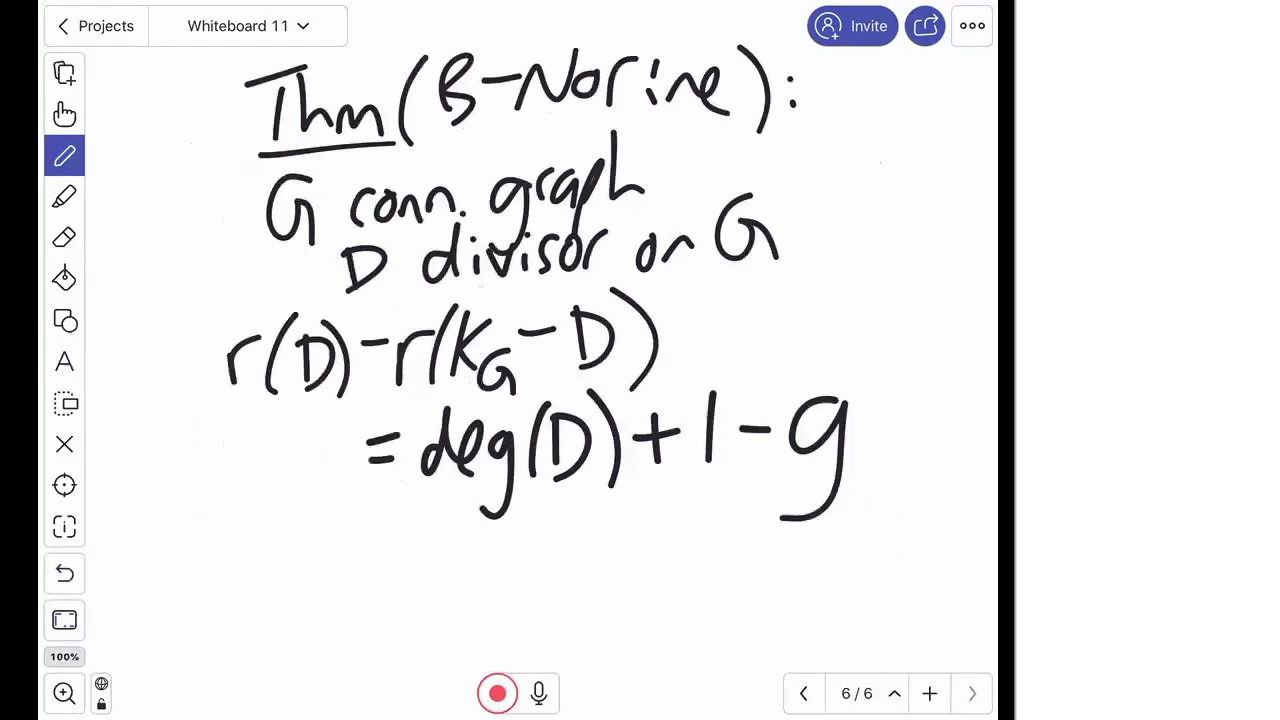 Projects
Whiteboard 11
Invite
Thm (B-Norine):
G conn. graph
D divisor on G
r(D)-r(K_G-D)
= deg(D)+1-g
A
100%
6/6